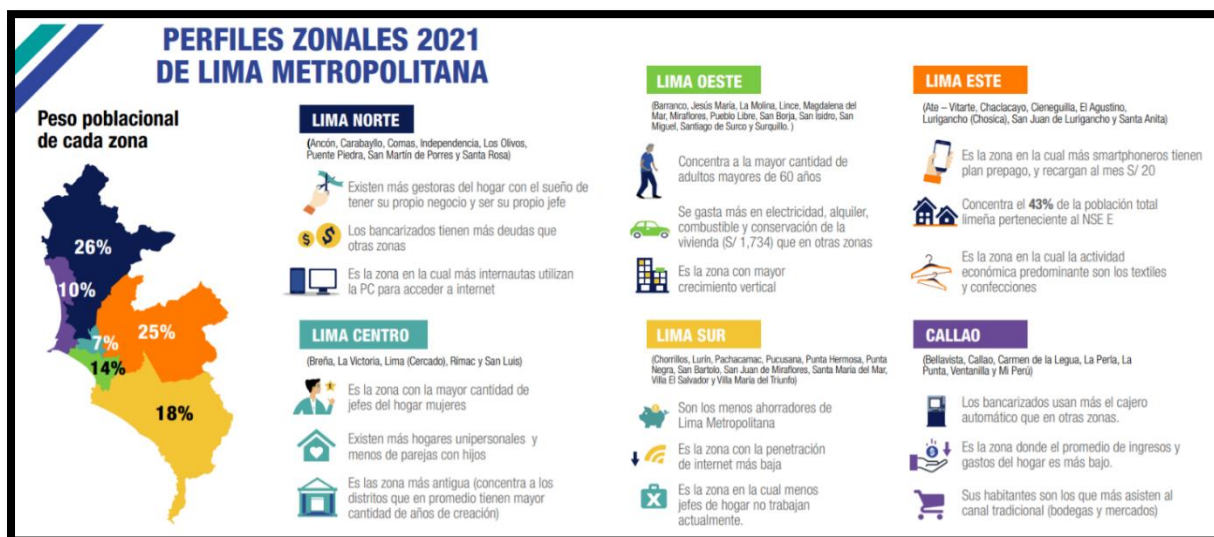 PERFILES ZONALES 2021
DE LIMA METROPOLITANA
Peso poblacional
de cada zona
26%
10%
7%
25%
14%
18%
LIMA NORTE
(Ancón, Carabayllo, Comas, Independencia, Los Olivos,
Puente Piedra, San Martín de Porres y Santa Rosa)
Existen más gestoras del hogar con el sueño de
tener su propio negocio y ser su propio jefe
Los bancarizados tienen más deudas que
otras zonas
Es la zona en la cual más internautas utilizan
la PC para acceder a internet
LIMA CENTRO
(Breña, La Victoria, Lima (Cercado), Rimac y San Luis)
Es la zona con la mayor cantidad de
jefes del hogar mujeres
Existen más hogares unipersonales y
menos de parejas con hijos
Es las zona más antigua (concentra a los
distritos que en promedio tienen mayor
cantidad de años de creación)
LIMA OESTE
(Barranco, Jesús María, La Molina, Lince, Magdalena del
Mar, Miraflores, Pueblo Libre, San Borja, San Isidro, San
Miguel, Santiago de Surco y Surquillo. )
Concentra a la mayor cantidad de
adultos mayores de 60 años
Se gasta más en electricidad, alquiler,
combustible y conservación de la
vivienda (S/ 1,734) que en otras zonas
Es la zona con mayor
crecimiento vertical
LIMA SUR
(Chorrillos, Lurín, Pachacamac, Pucusana, Punta Hermosa, Punta
Negra, San Bartolo, San Juan de Miraflores, Santa María del Mar,
Villa El Salvador y Villa María del Triunfo)
Son los menos ahorradores de
Lima Metropolitana
Es la zona con la penetración
de internet más baja
Es la zona en la cual menos
jefes de hogar no trabajan
actualmente.
LIMA ESTE
(Ate – Vitarte, Chaclacayo, Cieneguilla, El Agustino,
Lurigancho (Chosica), San Juan de Lurigancho y Santa Anita)
Es la zona en la cual más smartphoneros tienen
plan prepago, y recargan al mes S/ 20
Concentra el 43% de la población total
limeña perteneciente al NSE E
Es la zona en la cual la actividad
económica predominante son los textiles
y confecciones
CALLAO
(Bellavista, Callao, Carmen de la Legua, La Perla, La
Punta, Ventanilla y Mi Perú)
Los bancarizados usan más el cajero
automático que en otras zonas.
Es la zona donde el promedio de ingresos y
gastos del hogar es más bajo.
Sus habitantes son los que más asisten al
canal tradicional (bodegas y mercados)